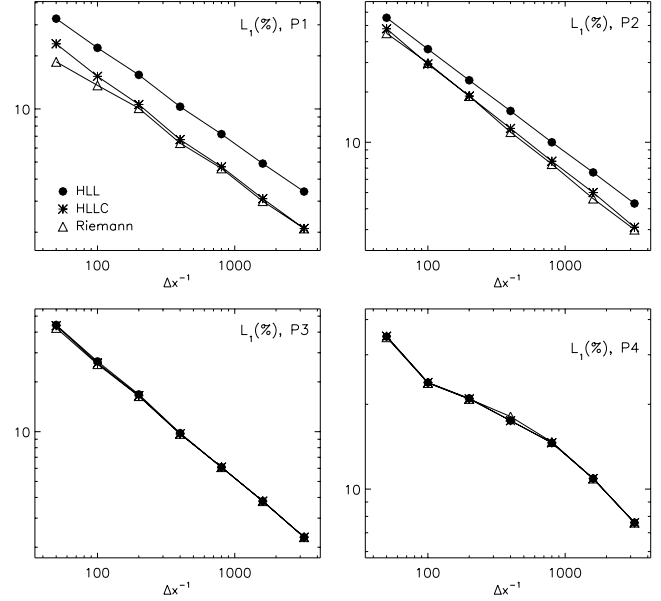 L₁(%), P1
10
HLL
HLLC
Riemann
100 1000
Δx⁻¹
L₁(%), P2
10
100 1000
Δx⁻¹
L₁(%), P3
10
100 1000
Δx⁻¹
L₁(%), P4
10
100 1000
Δx⁻¹